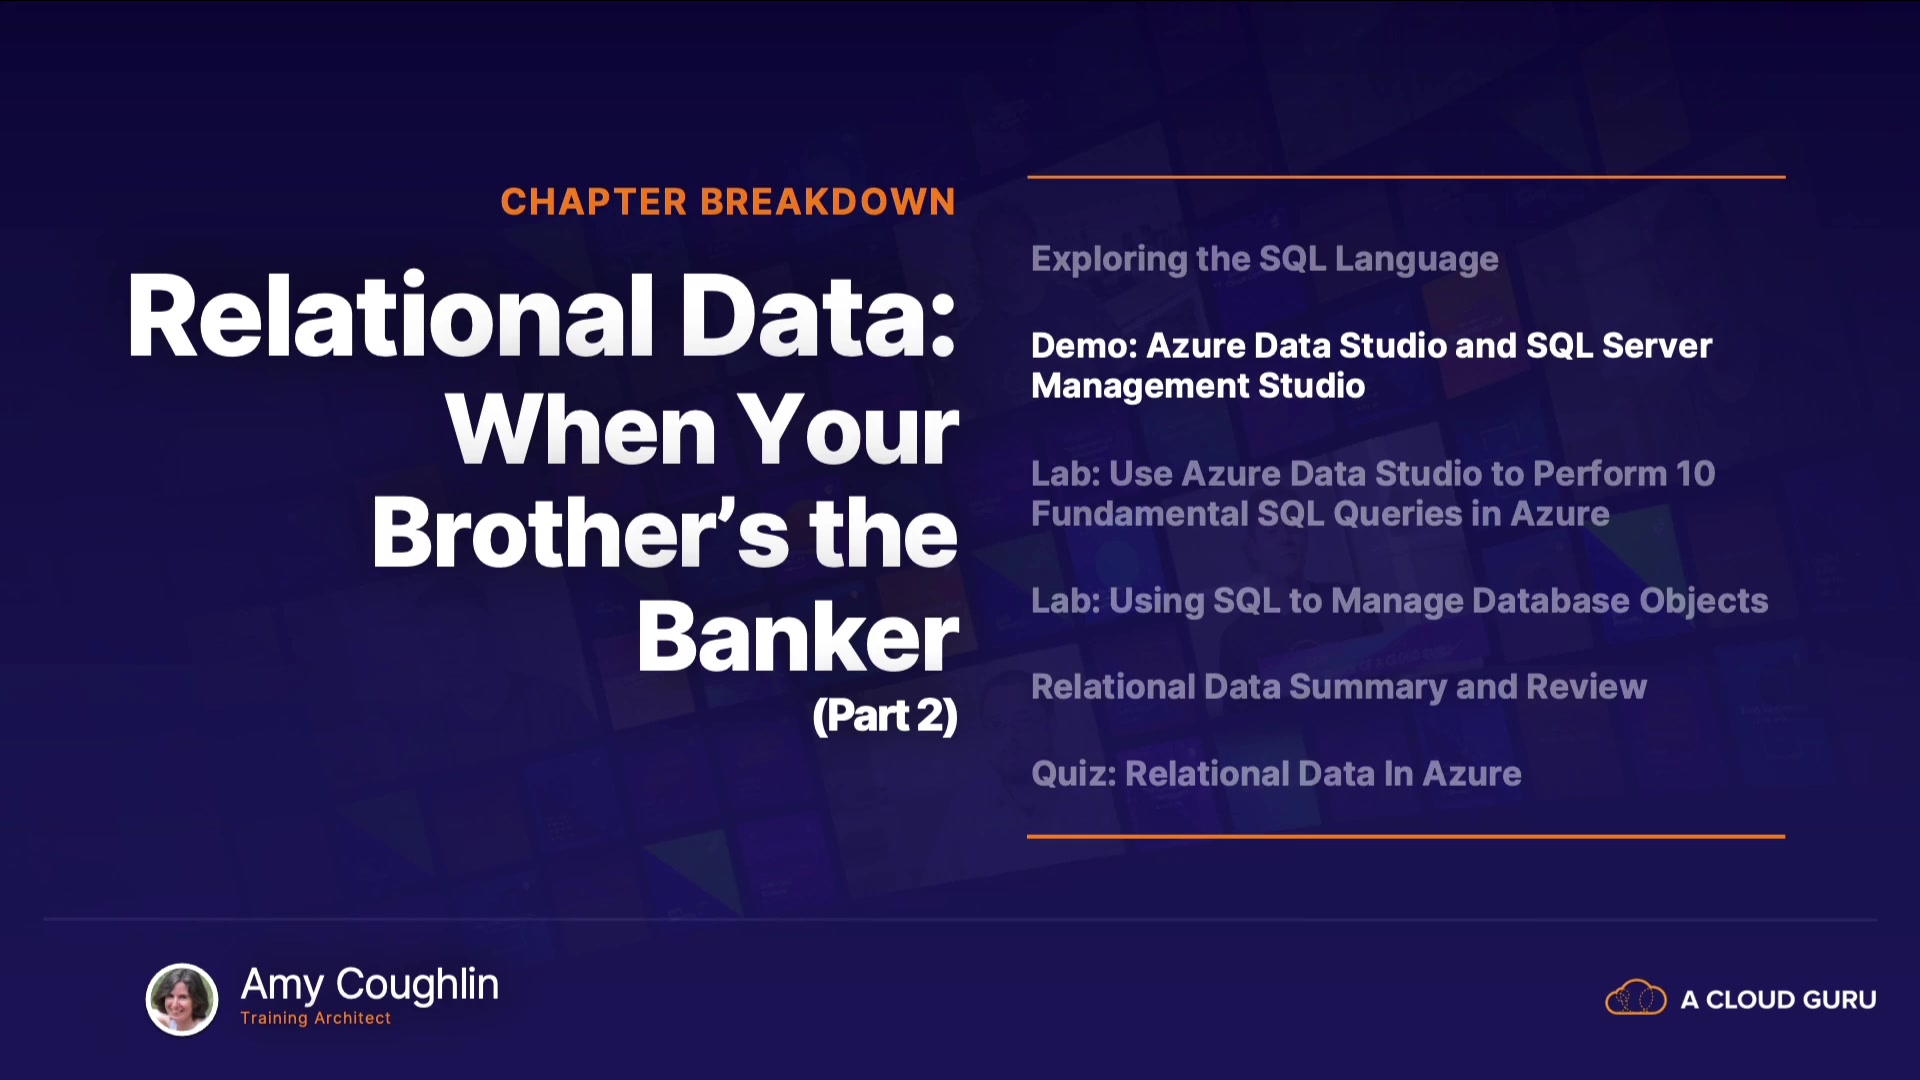 CHAPTER BREAKDOWN
Relational Data:
When Your
Brother’s the
Banker
(Part 2)
Exploring the SQL Language
Demo: Azure Data Studio and SQL Server
Management Studio
Lab: Use Azure Data Studio to Perform 10
Fundamental SQL Queries in Azure
Lab: Using SQL to Manage Database Objects
Relational Data Summary and Review
Quiz: Relational Data In Azure
Amy Coughlin
Training Architect
A CLOUD GURU